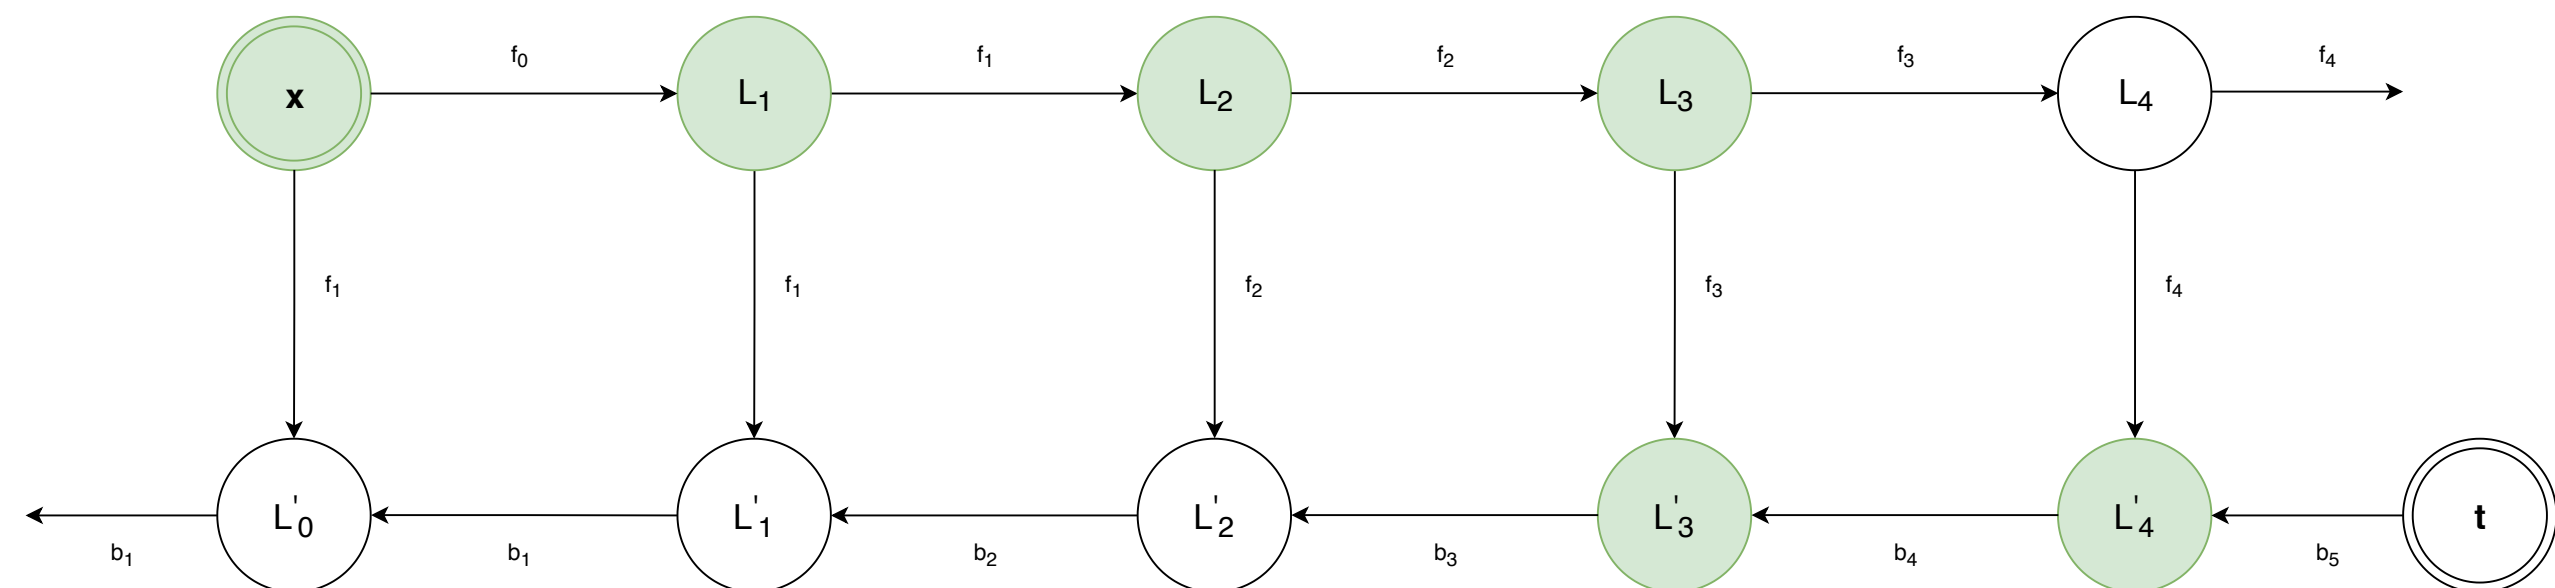 f₀ f₁ f₂ f₃ f₄
x L₁ L₂ L₃ L₄
f₁ f₁ f₂ f₃ f₄
L'₀ L'₁ L'₂ L'₃ L'₄ t
b₁ b₁ b₂ b₃ b₄ b₅